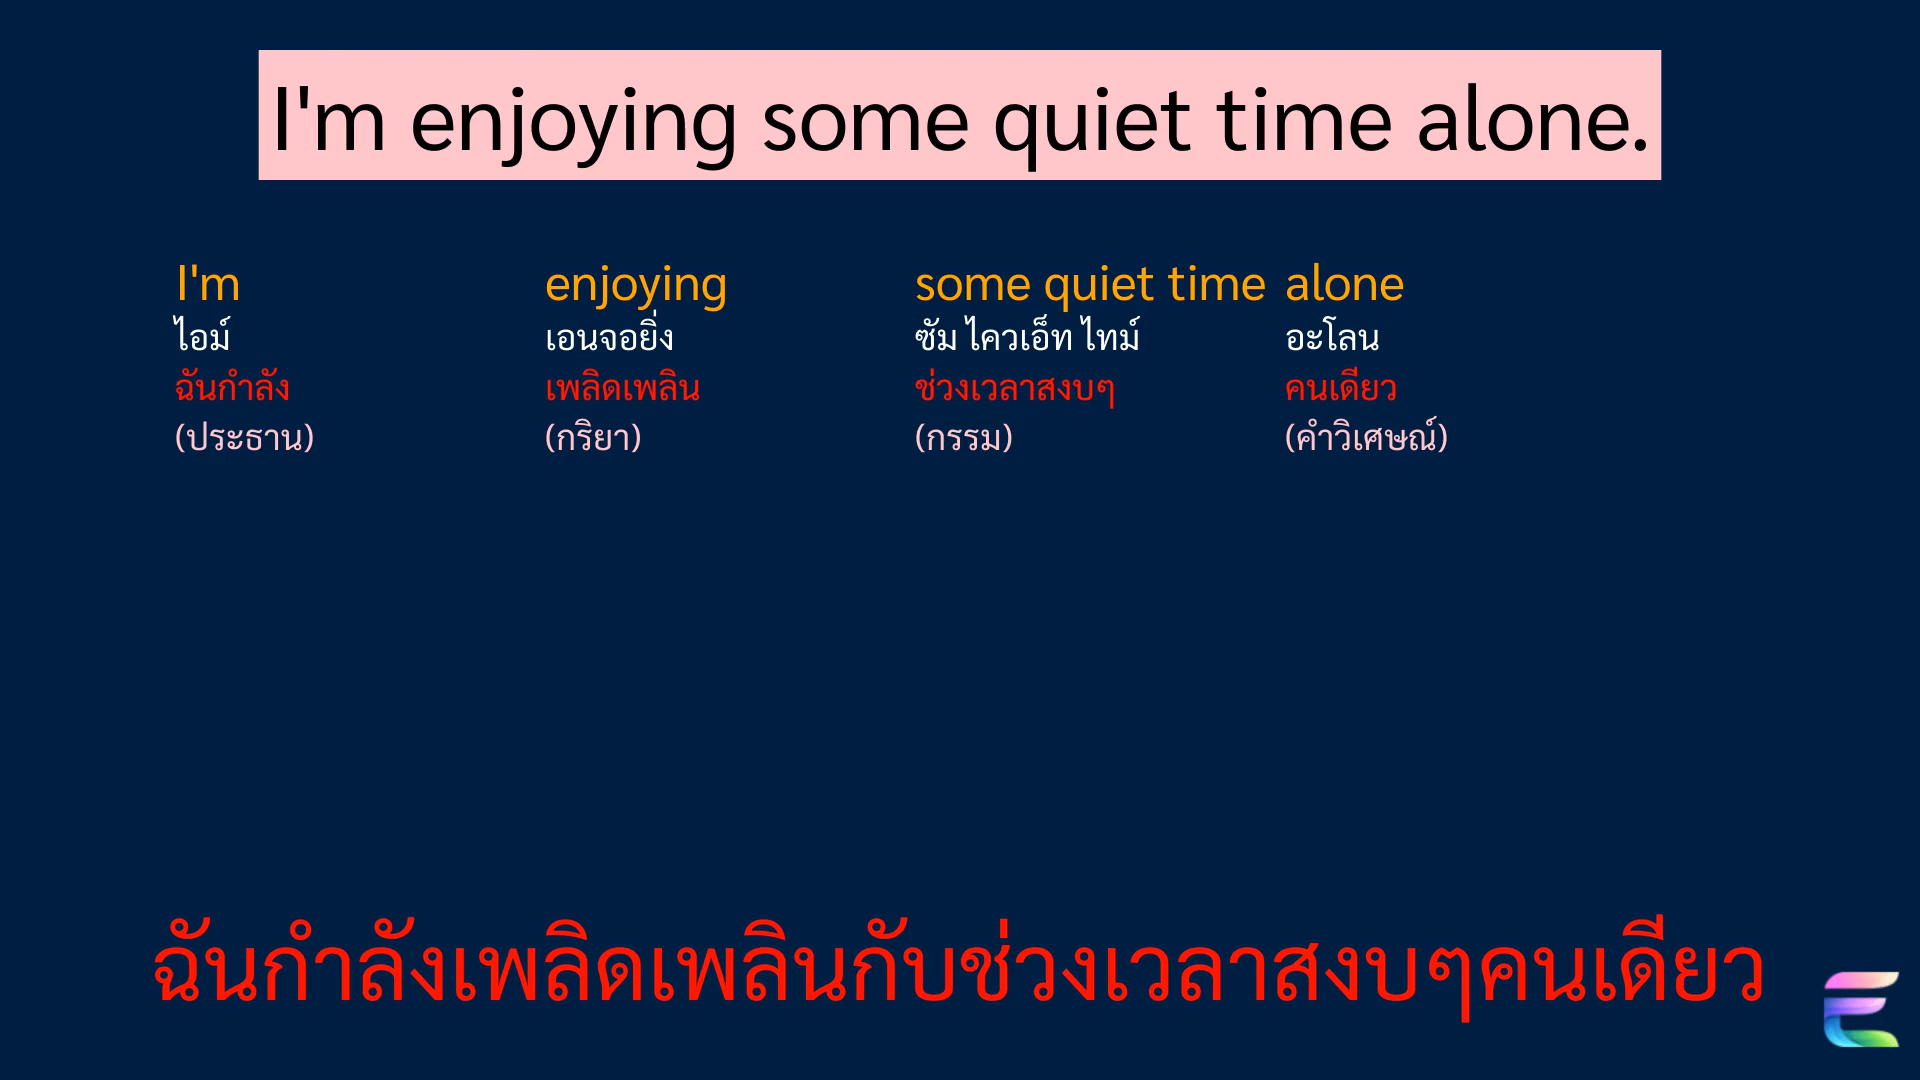 I'm enjoying some quiet time alone.
I'm enjoying some quiet time alone
ไอม์ เอนจอยิ่ง ซัม ไควเอ็ท ไทม์ อะโลน
ฉันกำลัง เพลิดเพลิน ช่วงเวลาสงบๆ คนเดียว
(ประธาน) (กริยา) (กรรม) (คำวิเศษณ์)
ฉันกำลังเพลิดเพลินกับช่วงเวลาสงบๆคนเดียว